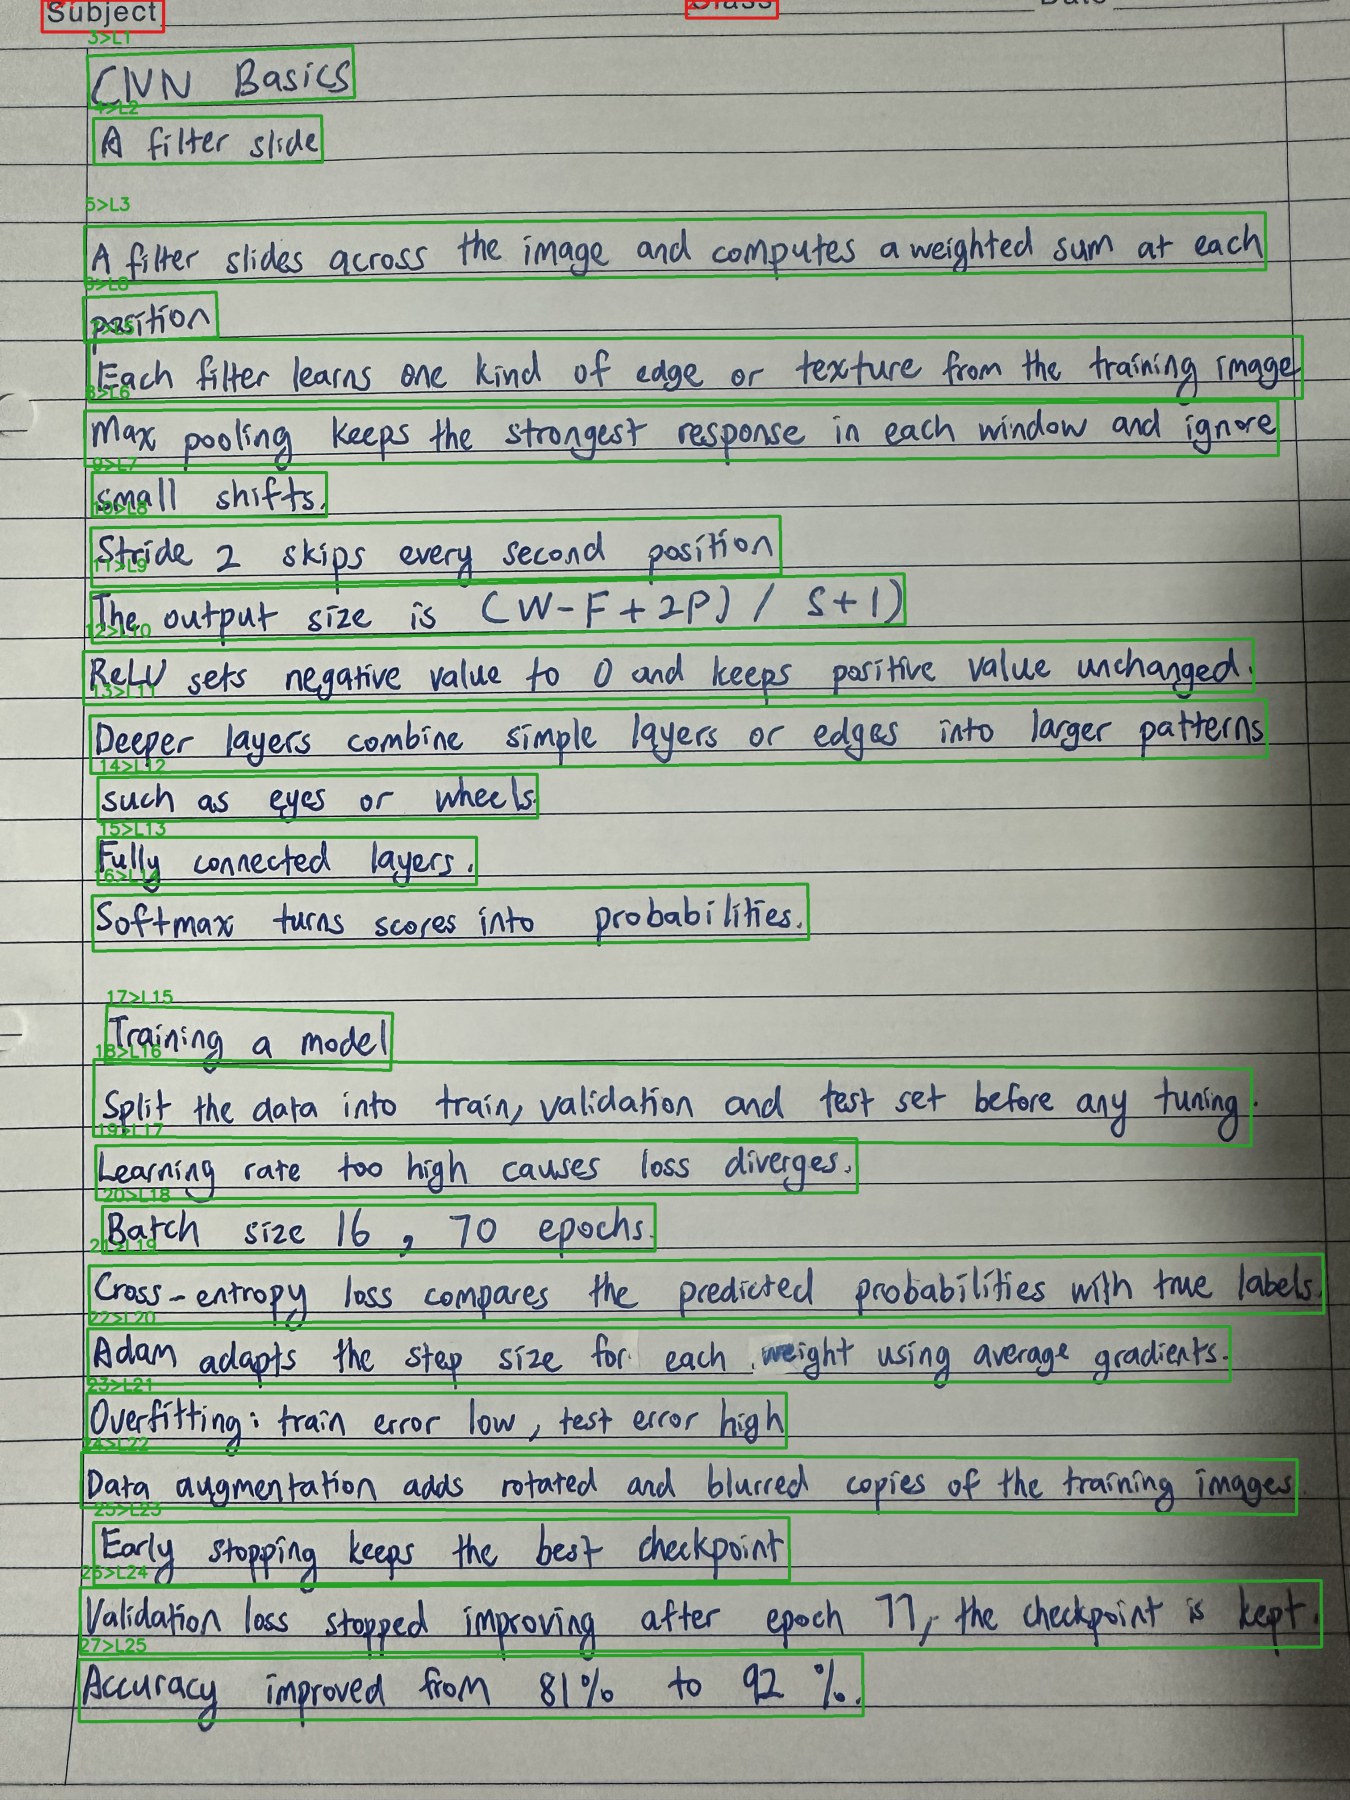 Subject
CNN Basics
A filter slide
A filter slides across the image and computes a weighted sum at each
position
Each filter learns one kind of edge or texture from the training image
Max pooling keeps the strongest response in each window and ignore
small shifts.
Stride 2 skips every second position
The output size is (W-F+2P) / S+1)
ReLU sets negative value to 0 and keeps positive value unchanged.
Deeper layers combine simple layers or edges into larger patterns
such as eyes or wheels.
Fully connected layers.
Softmax turns scores into probabilities.
Training a model
Split the data into train, validation and test set before any tuning.
Learning rate too high causes loss diverges.
Batch size 16, 70 epochs.
Cross-entropy loss compares the predicted probabilities with true labels.
Adam adapts the step size for each weight using average gradients.
Overfitting: train error low, test error high
Data augmentation adds rotated and blurred copies of the training images.
Early stopping keeps the best checkpoint
Validation loss stopped improving after epoch 77, the checkpoint is kept.
Accuracy improved from 81% to 92 %.